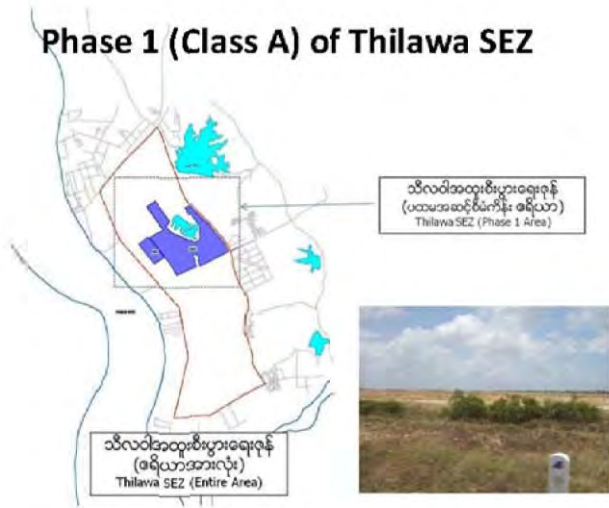 Phase 1 (Class A) of Thilawa SEZ
သီလဝါအထူးစီးပွားရေးဇုန်
(ပထမအဆင့်စီမံကိန်း ဧရိယာ)
Thilawa SEZ (Phase 1 Area)
သီလဝါအထူးစီးပွားရေးဇုန်
(ဧရိယာအားလုံး)
Thilawa SEZ (Entire Area)